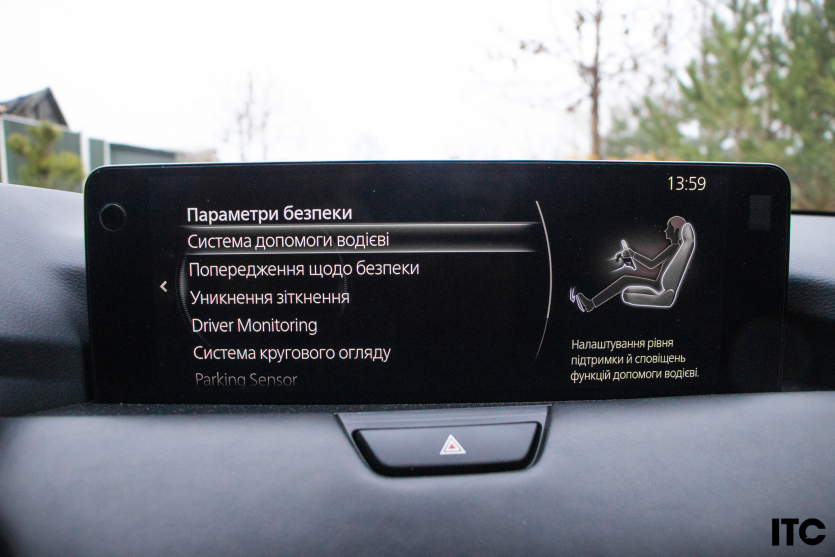 13:59
Параметри безпеки
Система допомоги водієві
Попередження щодо безпеки
Уникнення зіткнення
Driver Monitoring
Система кругового огляду
Parking Sensor
Налаштування рівня
підтримки й сповіщень
функцій допомоги водієві.
ITC